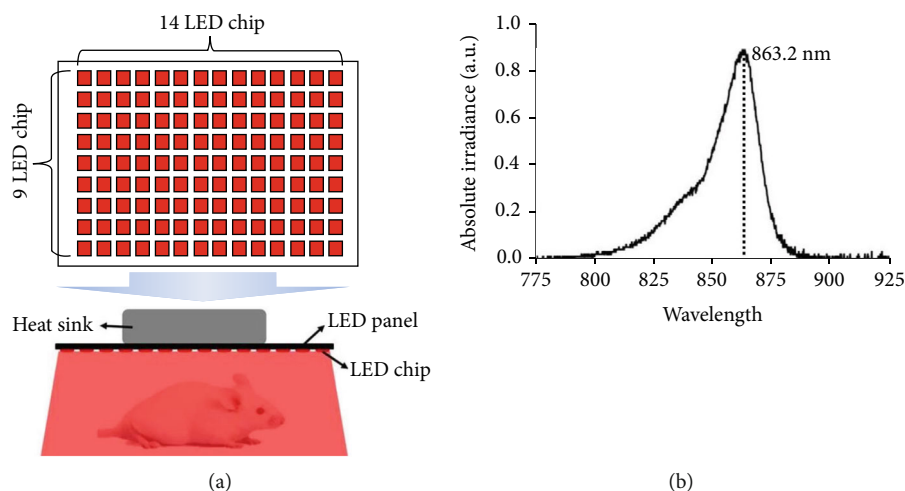 14 LED chip
9 LED chip
Heat sink
LED panel
LED chip
(a)
Absolute irradiance (a.u.)
1.0
0.8
0.6
0.4
0.2
0.0
863.2 nm
775 800 825 850 875 900 925
Wavelength
(b)